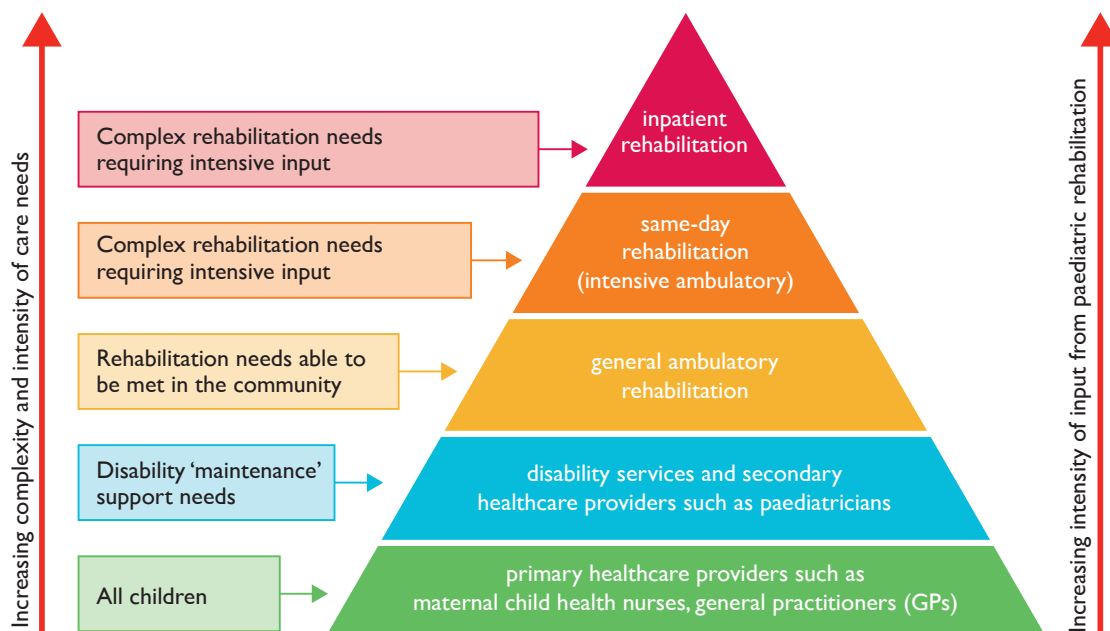 Increasing complexity and intensity of care needs
Complex rehabilitation needs
requiring intensive input
inpatient
rehabilitation
Complex rehabilitation needs
requiring intensive input
same-day
rehabilitation
(intensive ambulatory)
Rehabilitation needs able to
be met in the community
general ambulatory
rehabilitation
Disability ‘maintenance’
support needs
disability services and secondary
healthcare providers such as paediatricians
All children
primary healthcare providers such as
maternal child health nurses, general practitioners (GPs)
Increasing intensity of input from paediatric rehabilitation